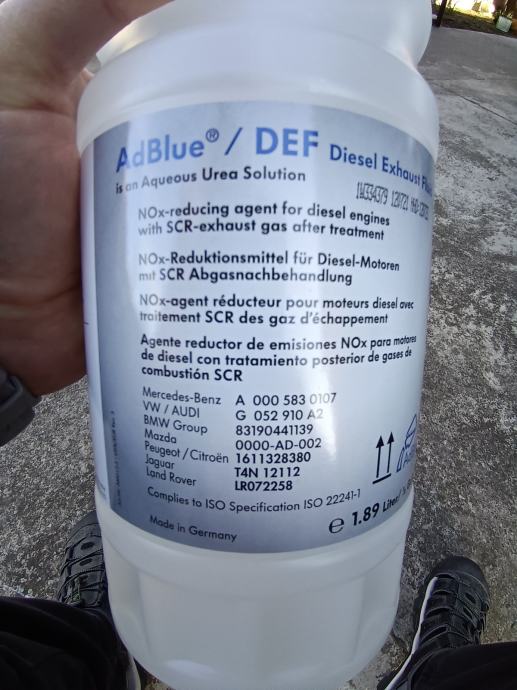 AdBlue® / DEF Diesel Exhaust
is an Aqueous Urea Solution
NOx-reducing agent for diesel engines
with SCR-exhaust gas after treatment
NOx-Reduktionsmittel für Diesel-Motoren
mit SCR Abgasnachbehandlung
NOx-agent réducteur pour moteurs diesel avec
traitement SCR des gaz d'échappement
Agente reductor de emisiones NOx para motores
de diesel con tratamiento posterior de gases de
combustión SCR
Mercedes-Benz A 000 583 0107
VW / AUDI G 052 910 A2
BMW Group 83190441139
Mazda 0000-AD-002
Peugeot / Citroën 1611328380
Jaguar T4N 12112
Land Rover LR072258
Complies to ISO Specification ISO 22241-1
Made in Germany
e 1.89